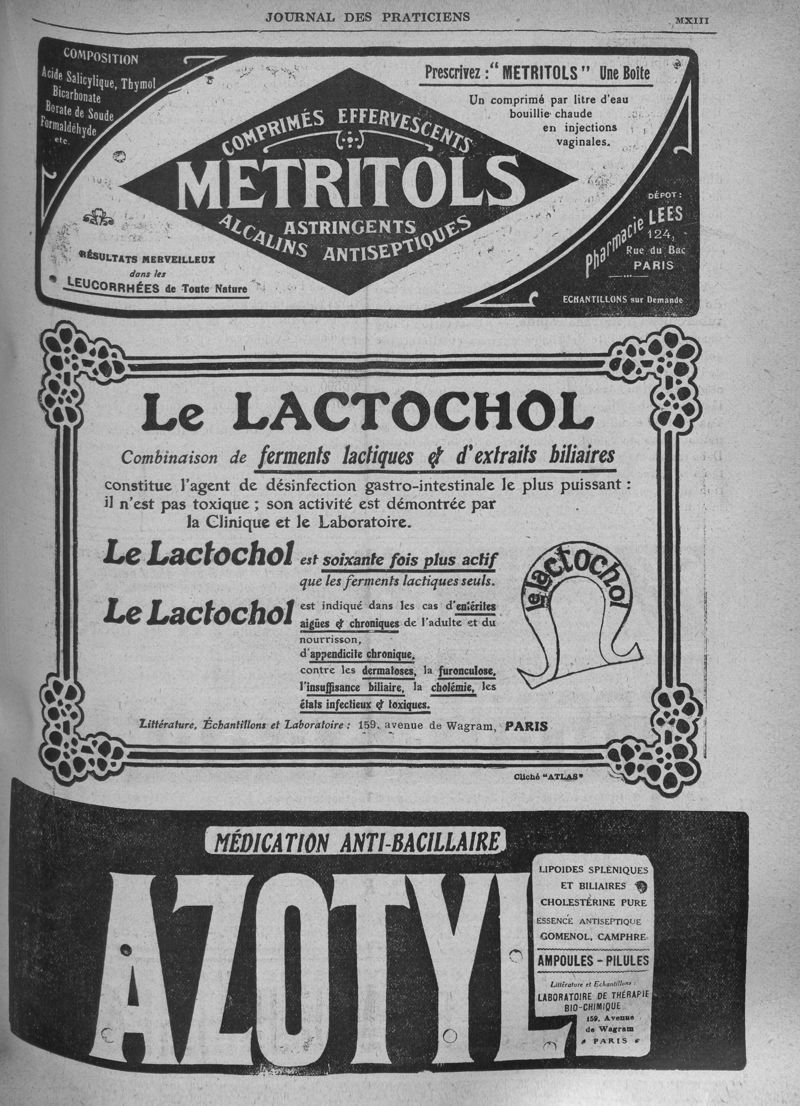 JOURNAL DES PRATICIENS
MXIII
COMPOSITION
Acide Salicylique, Thymol
Bicarbonate
Borate de Soude
Formaldéhyde
etc.
Prescrivez : "METRITOLS" Une Boîte
Un comprimé par litre d'eau
bouillie chaude
en injections
vaginales.
COMPRIMÉS EFFERVESCENTS
METRITOLS
ASTRINGENTS
ALCALINS ANTISEPTIQUES
RÉSULTATS MERVEILLEUX
dans les
LEUCORRHÉES de Toute Nature
DÉPOT :
Pharmacie LEES
124,
Rue du Bac
PARIS
ECHANTILLONS sur Demande
Le LACTOCHOL
Combinaison de ferments lactiques & d'extraits biliaires
constitue l'agent de désinfection gastro-intestinale le plus puissant :
il n'est pas toxique ; son activité est démontrée par
la Clinique et le Laboratoire.
Le Lactochol est soixante fois plus actif
que les ferments lactiques seuls.
Le Lactochol est indiqué dans les cas d'entérites
aigües & chroniques de l'adulte et du
nourrisson,
d'appendicite chronique,
contre les dermatoses, la furonculose,
l'insuffisance biliaire, la cholémie, les
états infectieux & toxiques.
le lactochol
Littérature, Échantillons et Laboratoire : 159, avenue de Wagram, PARIS
Cliché "ATLAS"
MÉDICATION ANTI-BACILLAIRE
AZOTYL
LIPOIDES SPLÉNIQUES
ET BILIAIRES
CHOLESTÉRINE PURE
ESSENCE ANTISEPTIQUE
GOMENOL, CAMPHRE
AMPOULES - PILULES
Littérature et Echantillons :
LABORATOIRE DE THÉRAPIE
BIO-CHIMIQUE
159, Avenue
de Wagram
PARIS